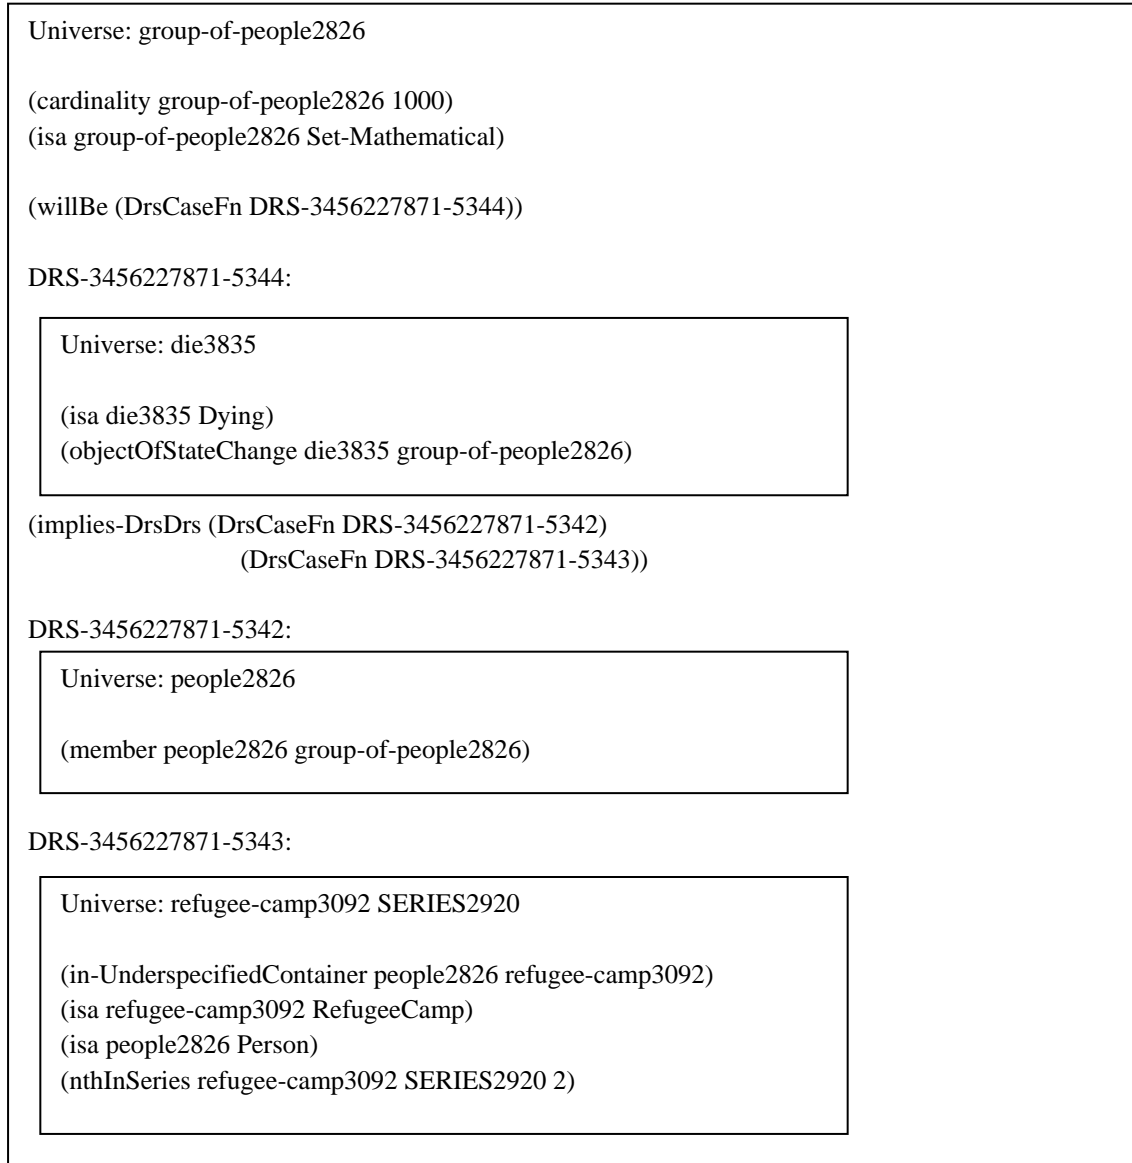 Universe: group-of-people2826
(cardinality group-of-people2826 1000)
(isa group-of-people2826 Set-Mathematical)
(willBe (DrsCaseFn DRS-3456227871-5344))
DRS-3456227871-5344:
Universe: die3835
(isa die3835 Dying)
(objectOfStateChange die3835 group-of-people2826)
(implies-DrsDrs (DrsCaseFn DRS-3456227871-5342)
(DrsCaseFn DRS-3456227871-5343))
DRS-3456227871-5342:
Universe: people2826
(member people2826 group-of-people2826)
DRS-3456227871-5343:
Universe: refugee-camp3092 SERIES2920
(in-UnderspecifiedContainer people2826 refugee-camp3092)
(isa refugee-camp3092 RefugeeCamp)
(isa people2826 Person)
(nthInSeries refugee-camp3092 SERIES2920 2)